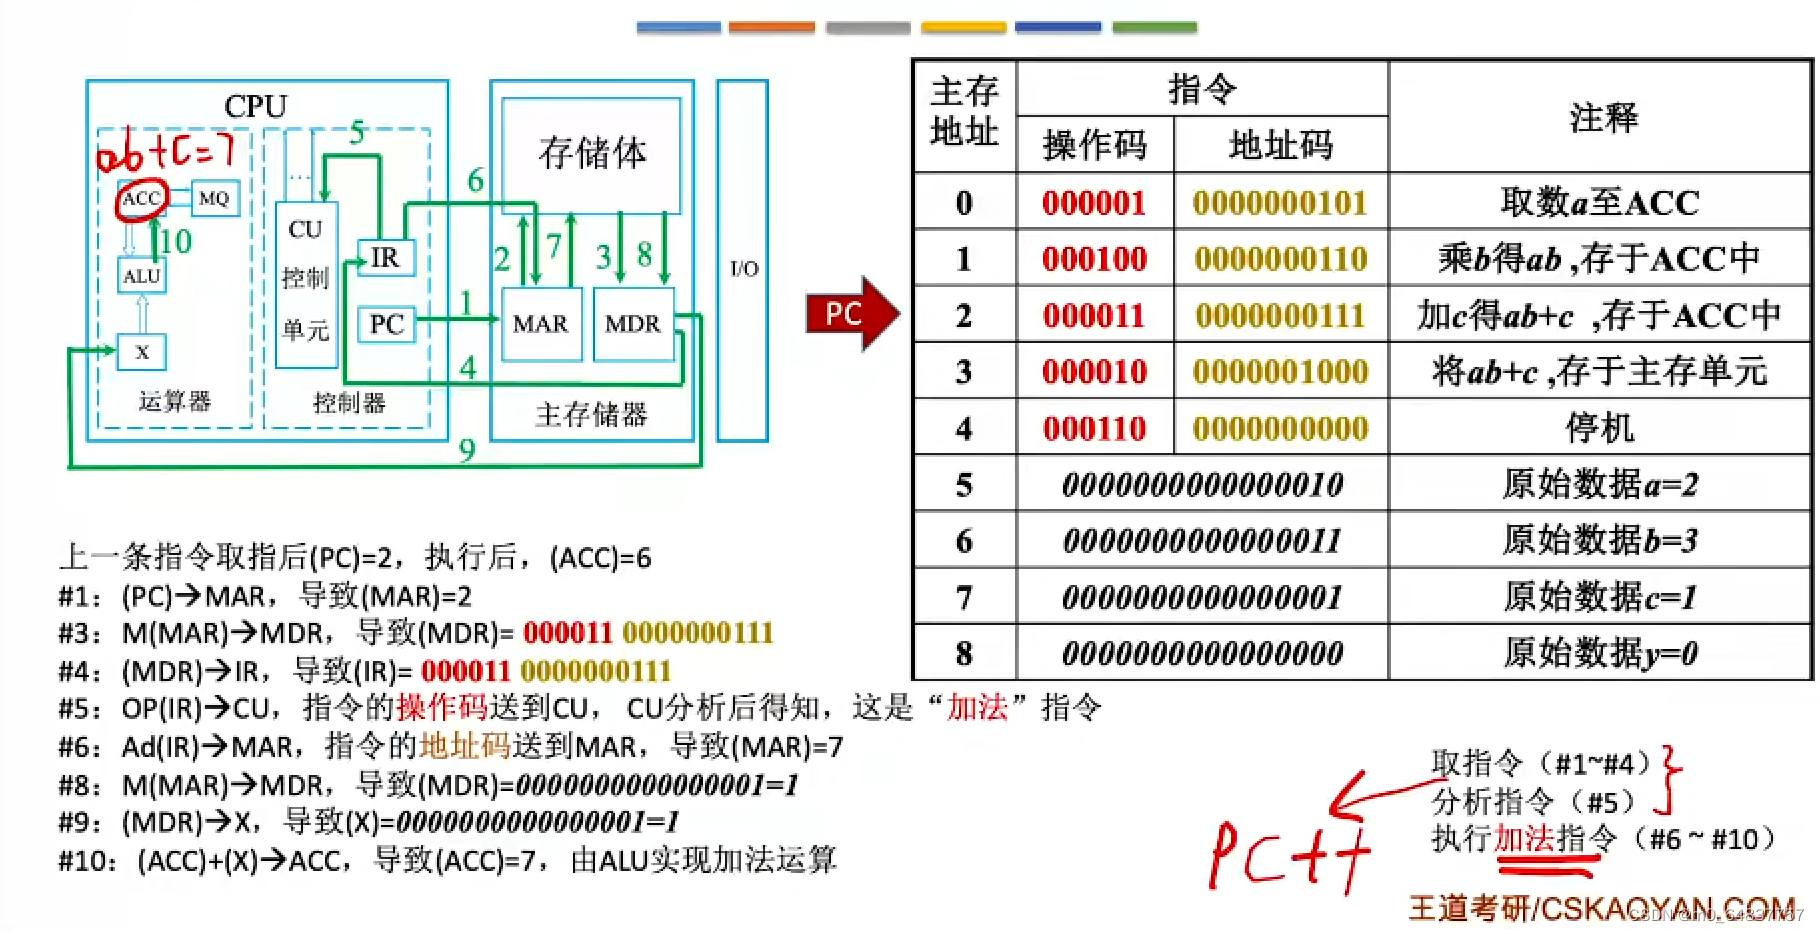 CPU
ab+c=7
ACC
MQ
10
ALU
X
运算器
5
...
CU
控制
单元
IR
PC
控制器
6
1
4
9
存储体
2
7
3
8
MAR
MDR
主存储器
I/O
PC
主存地址 指令 注释
操作码 地址码
0 000001 0000000101 取数a至ACC
1 000100 0000000110 乘b得ab ,存于ACC中
2 000011 0000000111 加c得ab+c ,存于ACC中
3 000010 0000001000 将ab+c ,存于主存单元
4 000110 0000000000 停机
5 0000000000000010 原始数据a=2
6 0000000000000011 原始数据b=3
7 0000000000000001 原始数据c=1
8 0000000000000000 原始数据y=0
上一条指令取指后(PC)=2，执行后，(ACC)=6
#1：(PC)→MAR，导致(MAR)=2
#3：M(MAR)→MDR，导致(MDR)= 000011 0000000111
#4：(MDR)→IR，导致(IR)= 000011 0000000111
#5：OP(IR)→CU，指令的操作码送到CU，CU分析后得知，这是“加法”指令
#6：Ad(IR)→MAR，指令的地址码送到MAR，导致(MAR)=7
#8：M(MAR)→MDR，导致(MDR)=0000000000000001=1
#9：(MDR)→X，导致(X)=0000000000000001=1
#10：(ACC)+(X)→ACC，导致(ACC)=7，由ALU实现加法运算
取指令（#1~#4）
分析指令（#5）
执行加法指令（#6 ~ #10）
PC++
王道考研/CSKAOYAN.COM